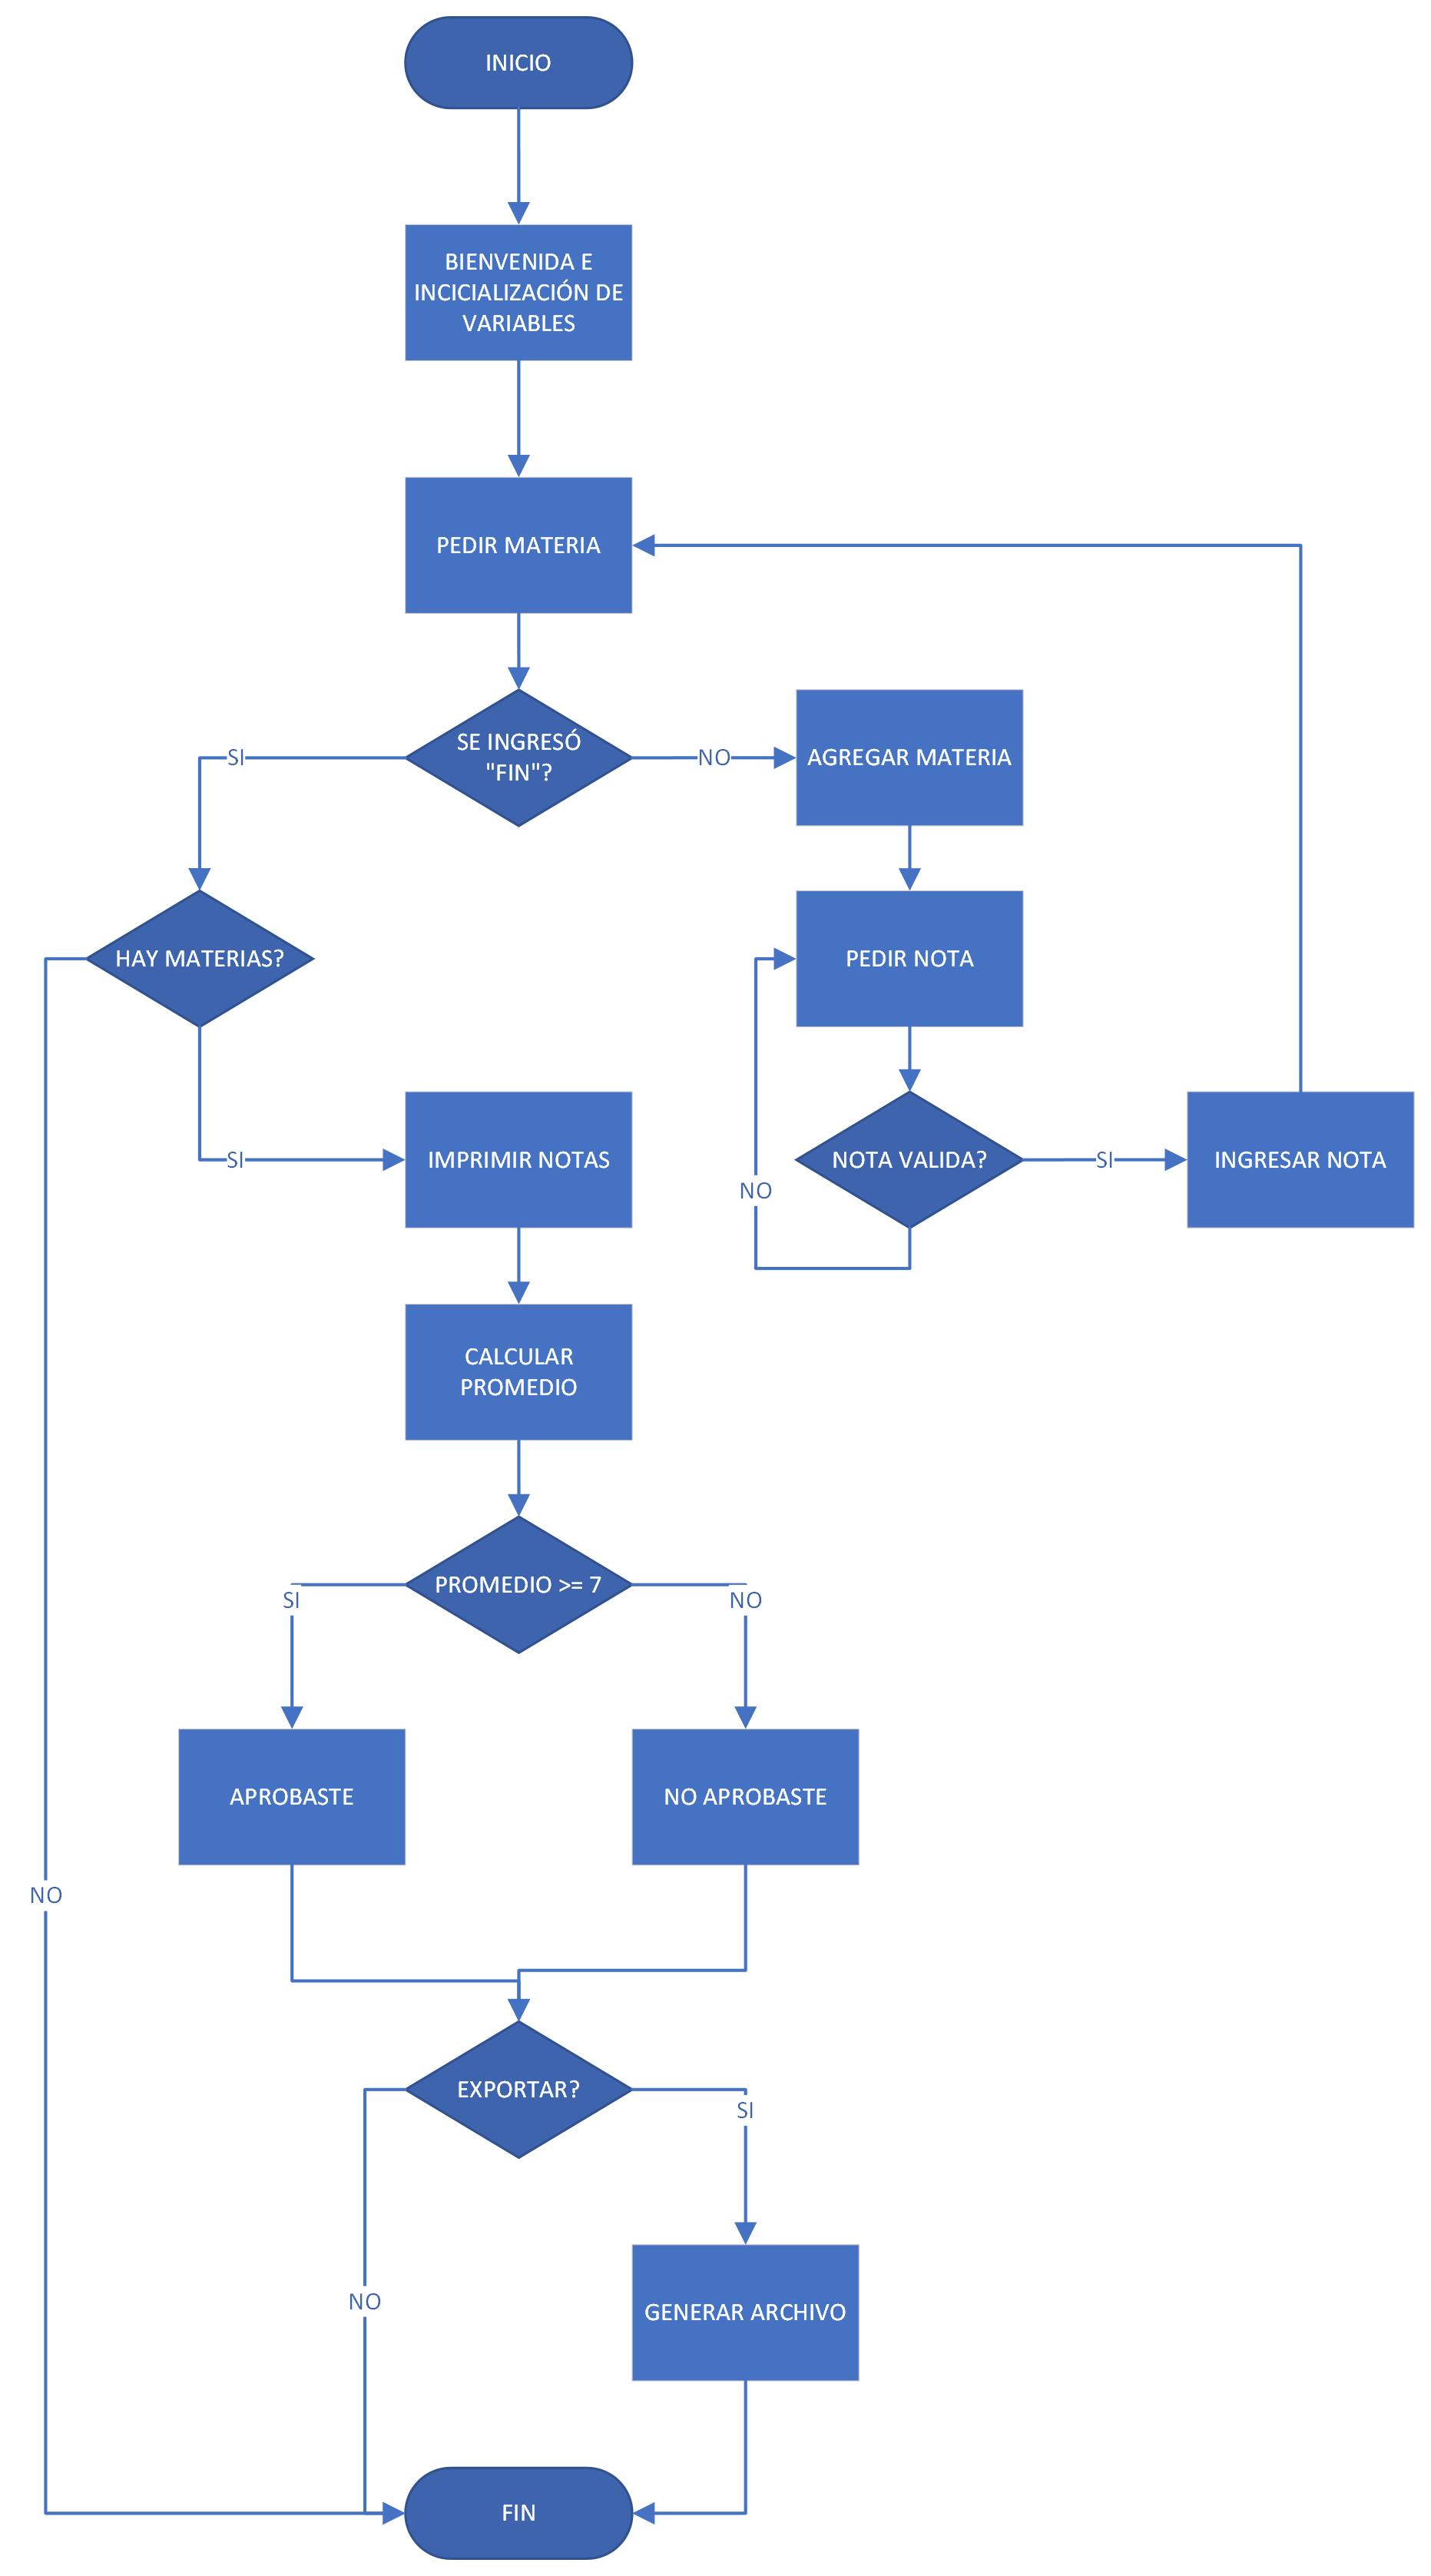 INICIO
BIENVENIDA E
INCICIALIZACIÓN DE
VARIABLES
PEDIR MATERIA
SE INGRESÓ
"FIN"?
SI
NO
AGREGAR MATERIA
HAY MATERIAS?
PEDIR NOTA
SI
IMPRIMIR NOTAS
NOTA VALIDA?
SI
INGRESAR NOTA
NO
CALCULAR
PROMEDIO
PROMEDIO >= 7
SI
NO
APROBASTE
NO APROBASTE
NO
EXPORTAR?
SI
NO
GENERAR ARCHIVO
FIN